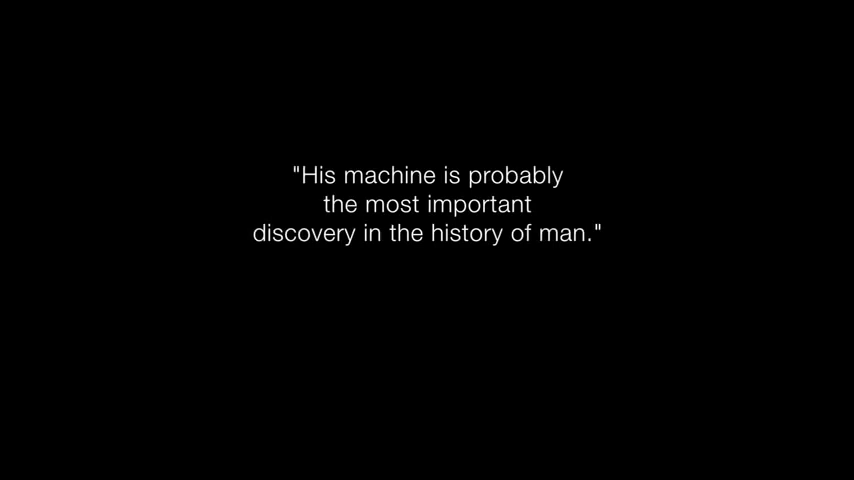 "His machine is probably
the most important
discovery in the history of man."